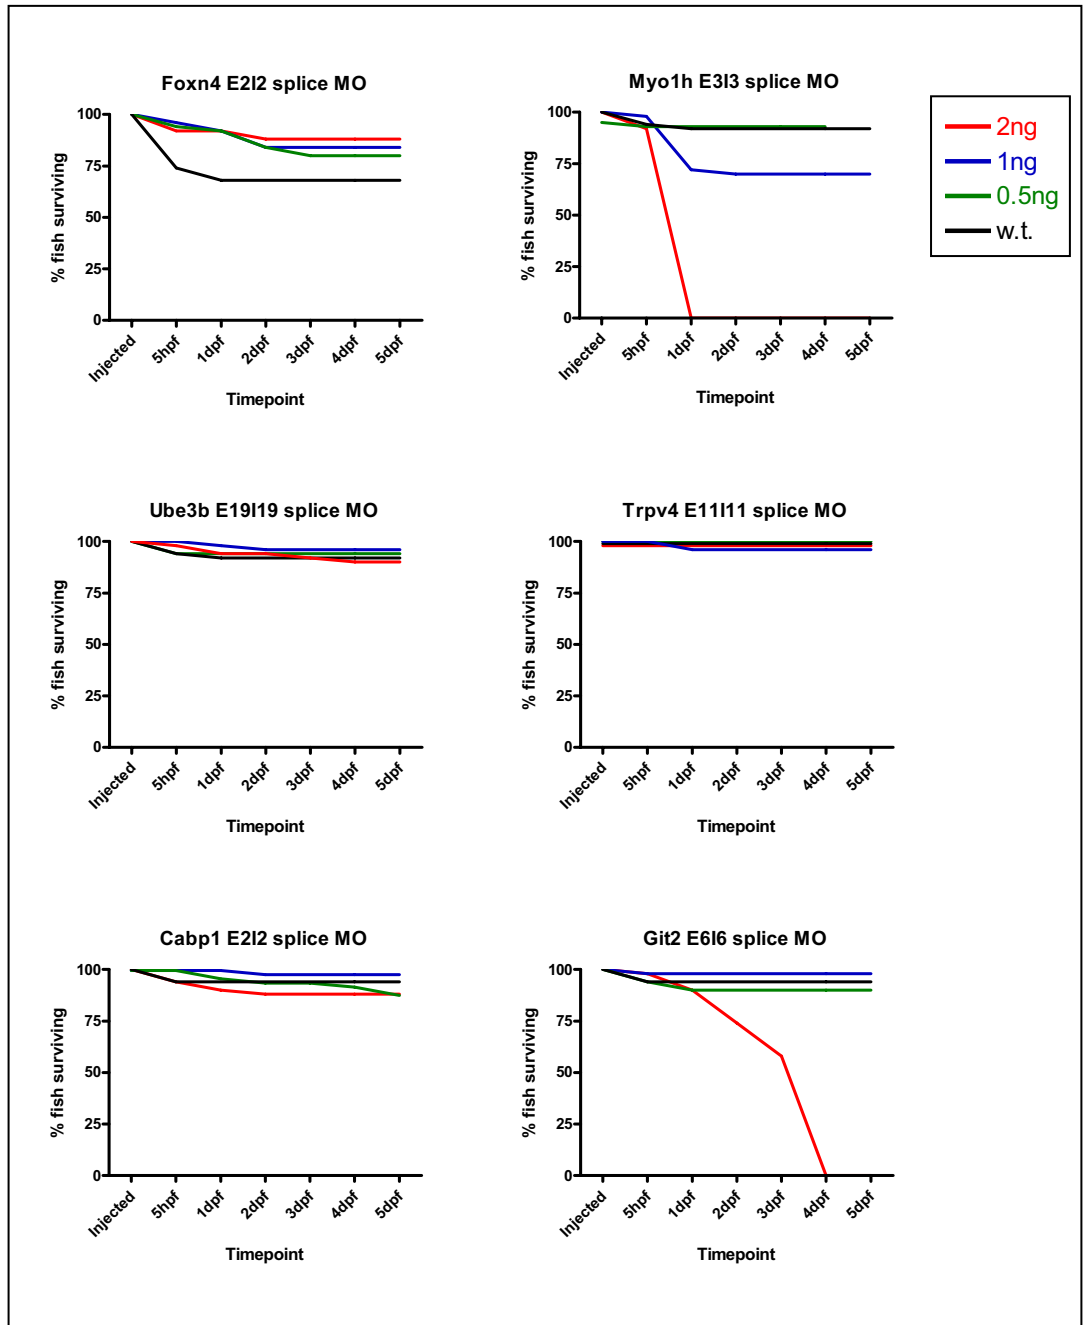 Foxn4 E2I2 splice MO
100
75
50
25
0
% fish surviving
Injected
5hpf
1dpf
2dpf
3dpf
4dpf
5dpf
Timepoint
Myo1h E3I3 splice MO
100
75
50
25
0
% fish surviving
Injected
5hpf
1dpf
2dpf
3dpf
4dpf
5dpf
Timepoint
2ng
1ng
0.5ng
w.t.
Ube3b E19I19 splice MO
100
75
50
25
0
% fish surviving
Injected
5hpf
1dpf
2dpf
3dpf
4dpf
5dpf
Timepoint
Trpv4 E11I11 splice MO
100
75
50
25
0
% fish surviving
Injected
5hpf
1dpf
2dpf
3dpf
4dpf
5dpf
Timepoint
Cabp1 E2I2 splice MO
100
75
50
25
0
% fish surviving
Injected
5hpf
1dpf
2dpf
3dpf
4dpf
5dpf
Timepoint
Git2 E6I6 splice MO
100
75
50
25
0
% fish surviving
Injected
5hpf
1dpf
2dpf
3dpf
4dpf
5dpf
Timepoint